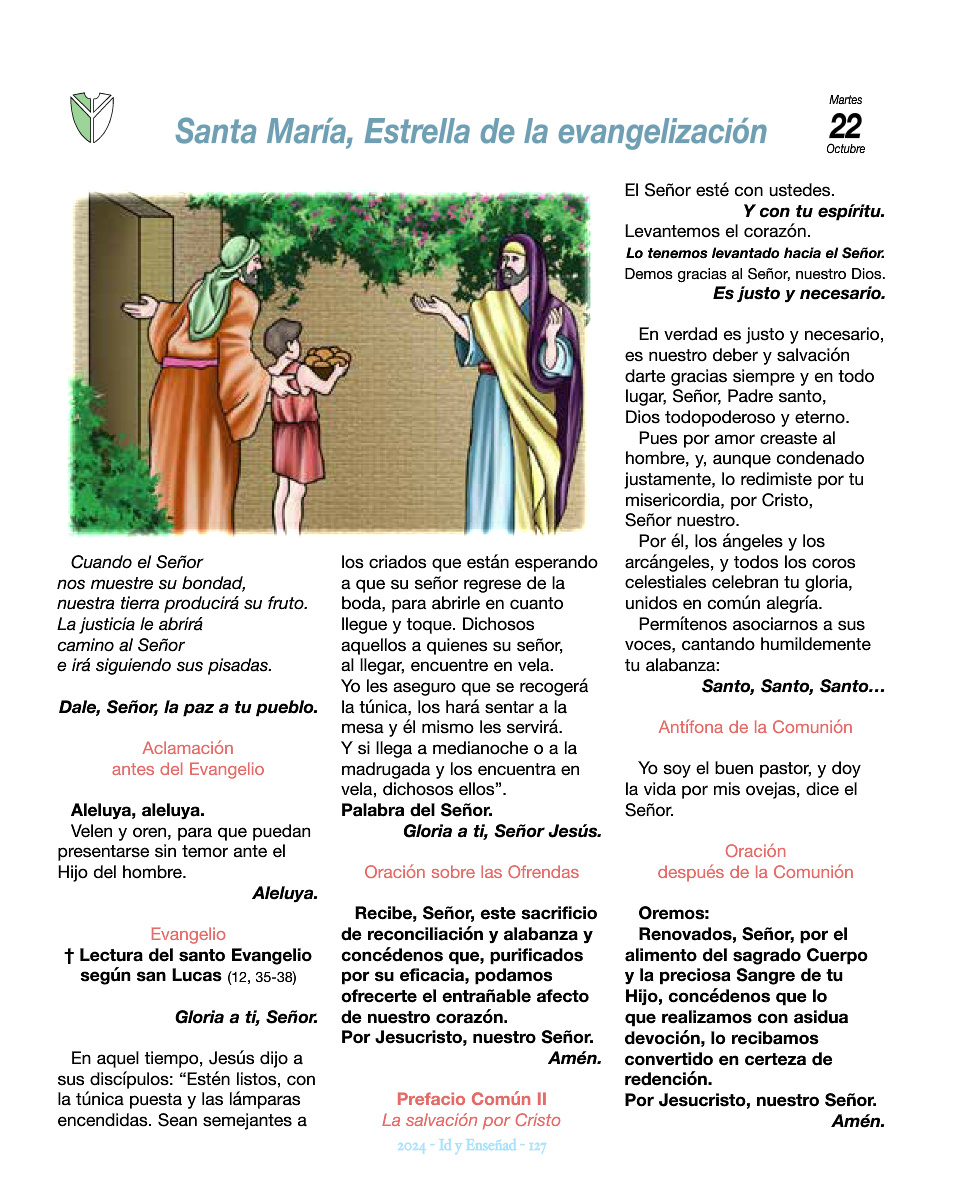 Santa María, Estrella de la evangelización
Martes
22
Octubre
Cuando el Señor
nos muestre su bondad,
nuestra tierra producirá su fruto.
La justicia le abrirá
camino al Señor
e irá siguiendo sus pisadas.
Dale, Señor, la paz a tu pueblo.
Aclamación
antes del Evangelio
Aleluya, aleluya.
Velen y oren, para que puedan
presentarse sin temor ante el
Hijo del hombre.
Aleluya.
Evangelio
† Lectura del santo Evangelio
según san Lucas (12, 35-38)
Gloria a ti, Señor.
En aquel tiempo, Jesús dijo a
sus discípulos: “Estén listos, con
la túnica puesta y las lámparas
encendidas. Sean semejantes a
los criados que están esperando
a que su señor regrese de la
boda, para abrirle en cuanto
llegue y toque. Dichosos
aquellos a quienes su señor,
al llegar, encuentre en vela.
Yo les aseguro que se recogerá
la túnica, los hará sentar a la
mesa y él mismo les servirá.
Y si llega a medianoche o a la
madrugada y los encuentra en
vela, dichosos ellos”.
Palabra del Señor.
Gloria a ti, Señor Jesús.
Oración sobre las Ofrendas
Recibe, Señor, este sacrificio
de reconciliación y alabanza y
concédenos que, purificados
por su eficacia, podamos
ofrecerte el entrañable afecto
de nuestro corazón.
Por Jesucristo, nuestro Señor.
Amén.
Prefacio Común II
La salvación por Cristo
El Señor esté con ustedes.
Y con tu espíritu.
Levantemos el corazón.
Lo tenemos levantado hacia el Señor.
Demos gracias al Señor, nuestro Dios.
Es justo y necesario.
En verdad es justo y necesario,
es nuestro deber y salvación
darte gracias siempre y en todo
lugar, Señor, Padre santo,
Dios todopoderoso y eterno.
Pues por amor creaste al
hombre, y, aunque condenado
justamente, lo redimiste por tu
misericordia, por Cristo,
Señor nuestro.
Por él, los ángeles y los
arcángeles, y todos los coros
celestiales celebran tu gloria,
unidos en común alegría.
Permítenos asociarnos a sus
voces, cantando humildemente
tu alabanza:
Santo, Santo, Santo…
Antífona de la Comunión
Yo soy el buen pastor, y doy
la vida por mis ovejas, dice el
Señor.
Oración
después de la Comunión
Oremos:
Renovados, Señor, por el
alimento del sagrado Cuerpo
y la preciosa Sangre de tu
Hijo, concédenos que lo
que realizamos con asidua
devoción, lo recibamos
convertido en certeza de
redención.
Por Jesucristo, nuestro Señor.
Amén.
2024 - Id y Enseñad - 127